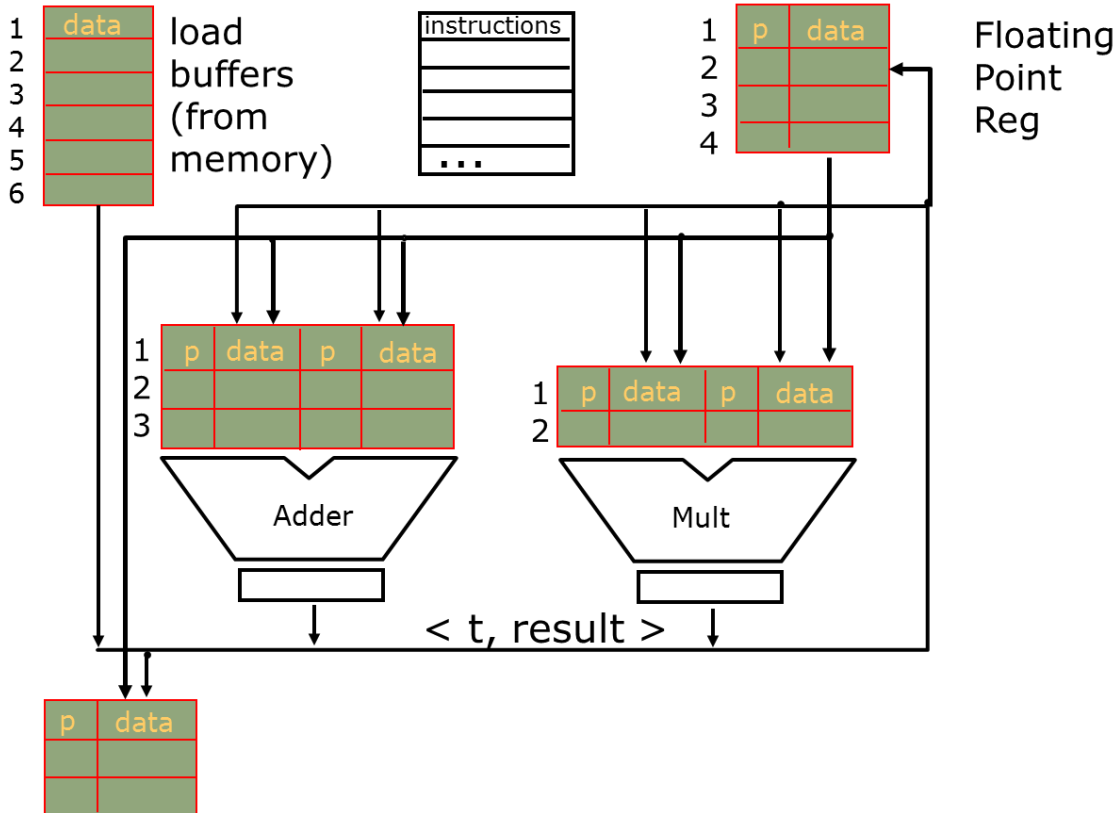 1
2
3
4
5
6
data
load
buffers
(from
memory)
instructions
...
1
2
3
4
p data
Floating
Point
Reg
1
2
3
p data p data
1
2
p data p data
Adder
Mult
< t, result >
p data